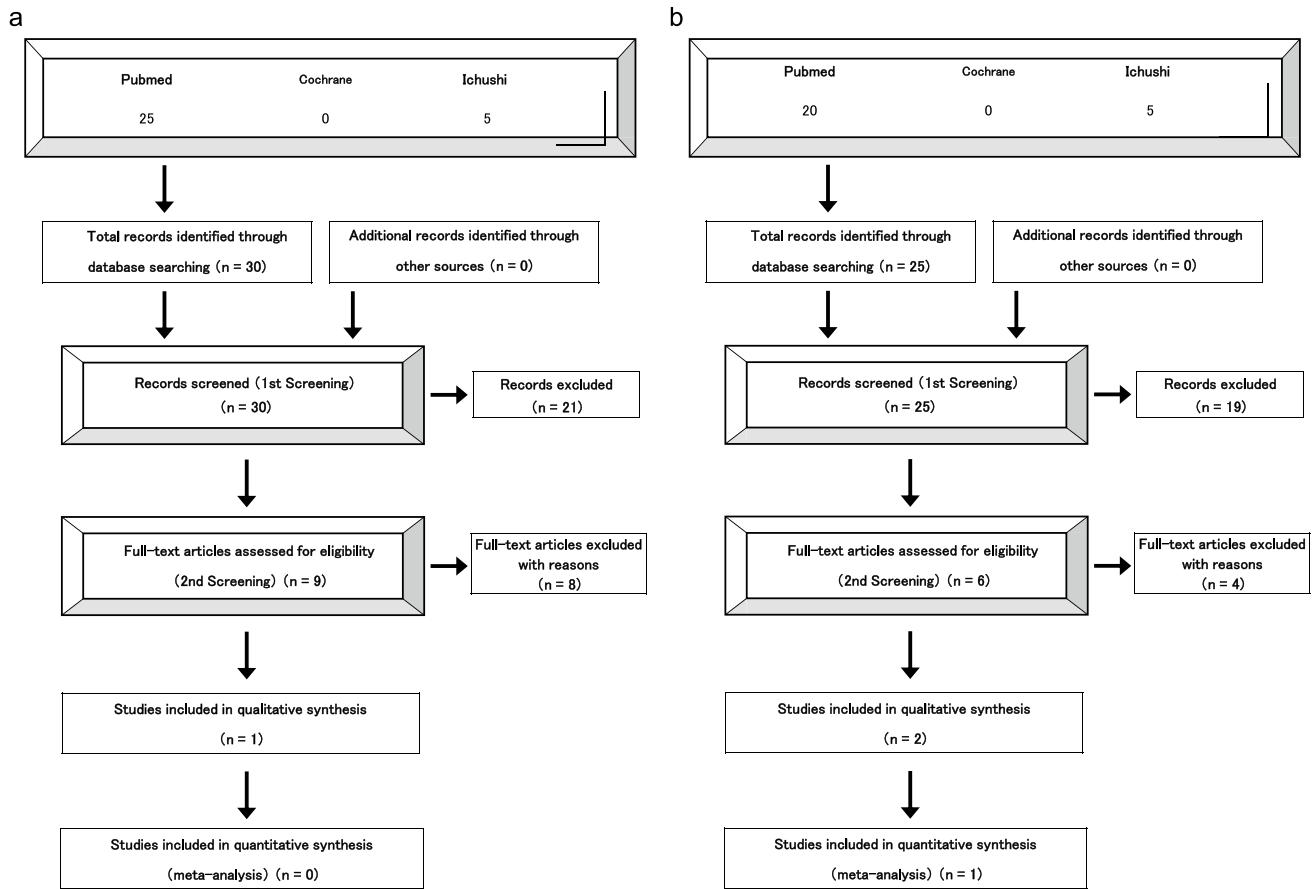 a
Pubmed Cochrane Ichushi
25 0 5
Total records identified through
database searching (n = 30)
Additional records identified through
other sources (n = 0)
Records screened (1st Screening)
(n = 30)
Records excluded
(n = 21)
Full-text articles assessed for eligibility
(2nd Screening) (n = 9)
Full-text articles excluded
with reasons
(n = 8)
Studies included in qualitative synthesis
(n = 1)
Studies included in quantitative synthesis
(meta-analysis) (n = 0)
b
Pubmed Cochrane Ichushi
20 0 5
Total records identified through
database searching (n = 25)
Additional records identified through
other sources (n = 0)
Records screened (1st Screening)
(n = 25)
Records excluded
(n = 19)
Full-text articles assessed for eligibility
(2nd Screening) (n = 6)
Full-text articles excluded
with reasons
(n = 4)
Studies included in qualitative synthesis
(n = 2)
Studies included in quantitative synthesis
(meta-analysis) (n = 1)